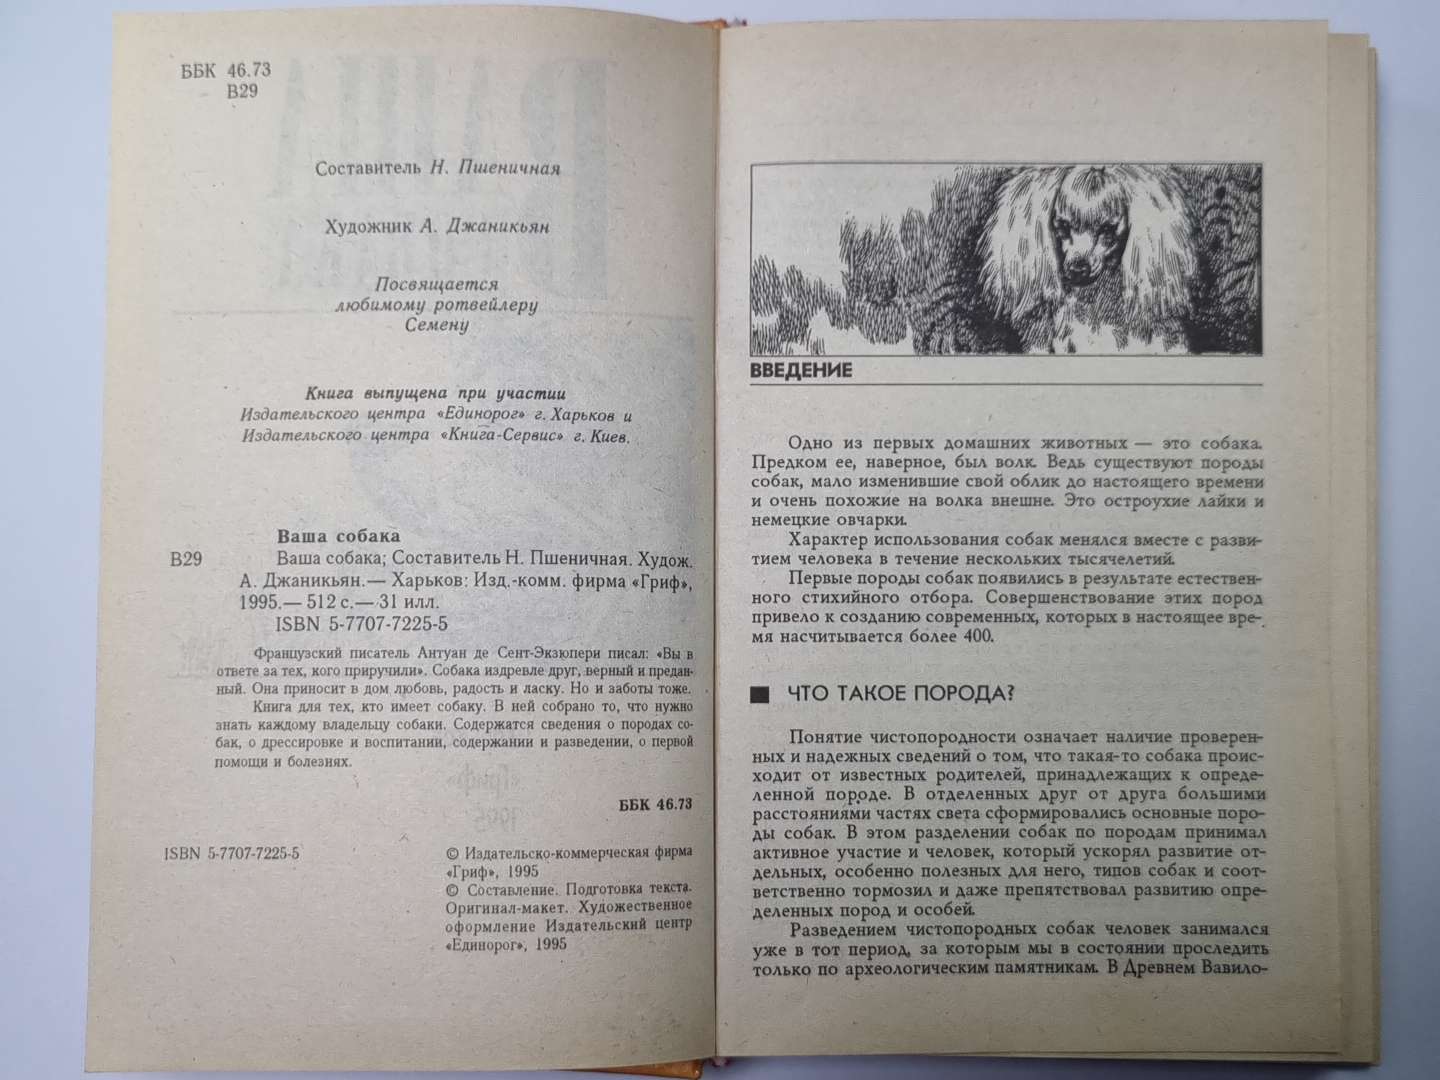 ББК 46.73
В29
Составитель Н. Пшеничная
Художник А. Джаникьян
Посвящается
любимому ротвейлеру
Семену
Книга выпущена при участии
Издательского центра «Единорог» г. Харьков и
Издательского центра «Книга-Сервис» г. Киев.
Ваша собака
В29 Ваша собака; Составитель Н. Пшеничная. Худож.
А. Джаникьян.— Харьков: Изд.-комм. фирма «Гриф»,
1995.— 512 с.— 31 илл.
ISBN 5-7707-7225-5
Французский писатель Антуан де Сент-Экзюпери писал: «Вы в
ответе за тех, кого приручили». Собака издревле друг, верный и предан-
ный. Она приносит в дом любовь, радость и ласку. Но и заботы тоже.
Книга для тех, кто имеет собаку. В ней собрано то, что нужно
знать каждому владельцу собаки. Содержатся сведения о породах со-
бак, о дрессировке и воспитании, содержании и разведении, о первой
помощи и болезнях.
ББК 46.73
ISBN 5-7707-7225-5
© Издательско-коммерческая фирма
«Гриф», 1995
© Составление. Подготовка текста.
Оригинал-макет. Художественное
оформление Издательский центр
«Единорог», 1995
ВВЕДЕНИЕ
Одно из первых домашних животных — это собака.
Предком ее, наверное, был волк. Ведь существуют породы
собак, мало изменившие свой облик до настоящего времени
и очень похожие на волка внешне. Это остроухие лайки и
немецкие овчарки.
Характер использования собак менялся вместе с разви-
тием человека в течение нескольких тысячелетий.
Первые породы собак появились в результате естествен-
ного стихийного отбора. Совершенствование этих пород
привело к созданию современных, которых в настоящее вре-
мя насчитывается более 400.
ЧТО ТАКОЕ ПОРОДА?
Понятие чистопородности означает наличие проверен-
ных и надежных сведений о том, что такая-то собака проис-
ходит от известных родителей, принадлежащих к опреде-
ленной породе. В отделенных друг от друга большими
расстояниями частях света сформировались основные поро-
ды собак. В этом разделении собак по породам принимал
активное участие и человек, который ускорял развитие от-
дельных, особенно полезных для него, типов собак и соот-
ветственно тормозил и даже препятствовал развитию опре-
деленных пород и особей.
Разведением чистопородных собак человек занимался
уже в тот период, за которым мы в состоянии проследить
только по археологическим памятникам. В Древнем Вавило-